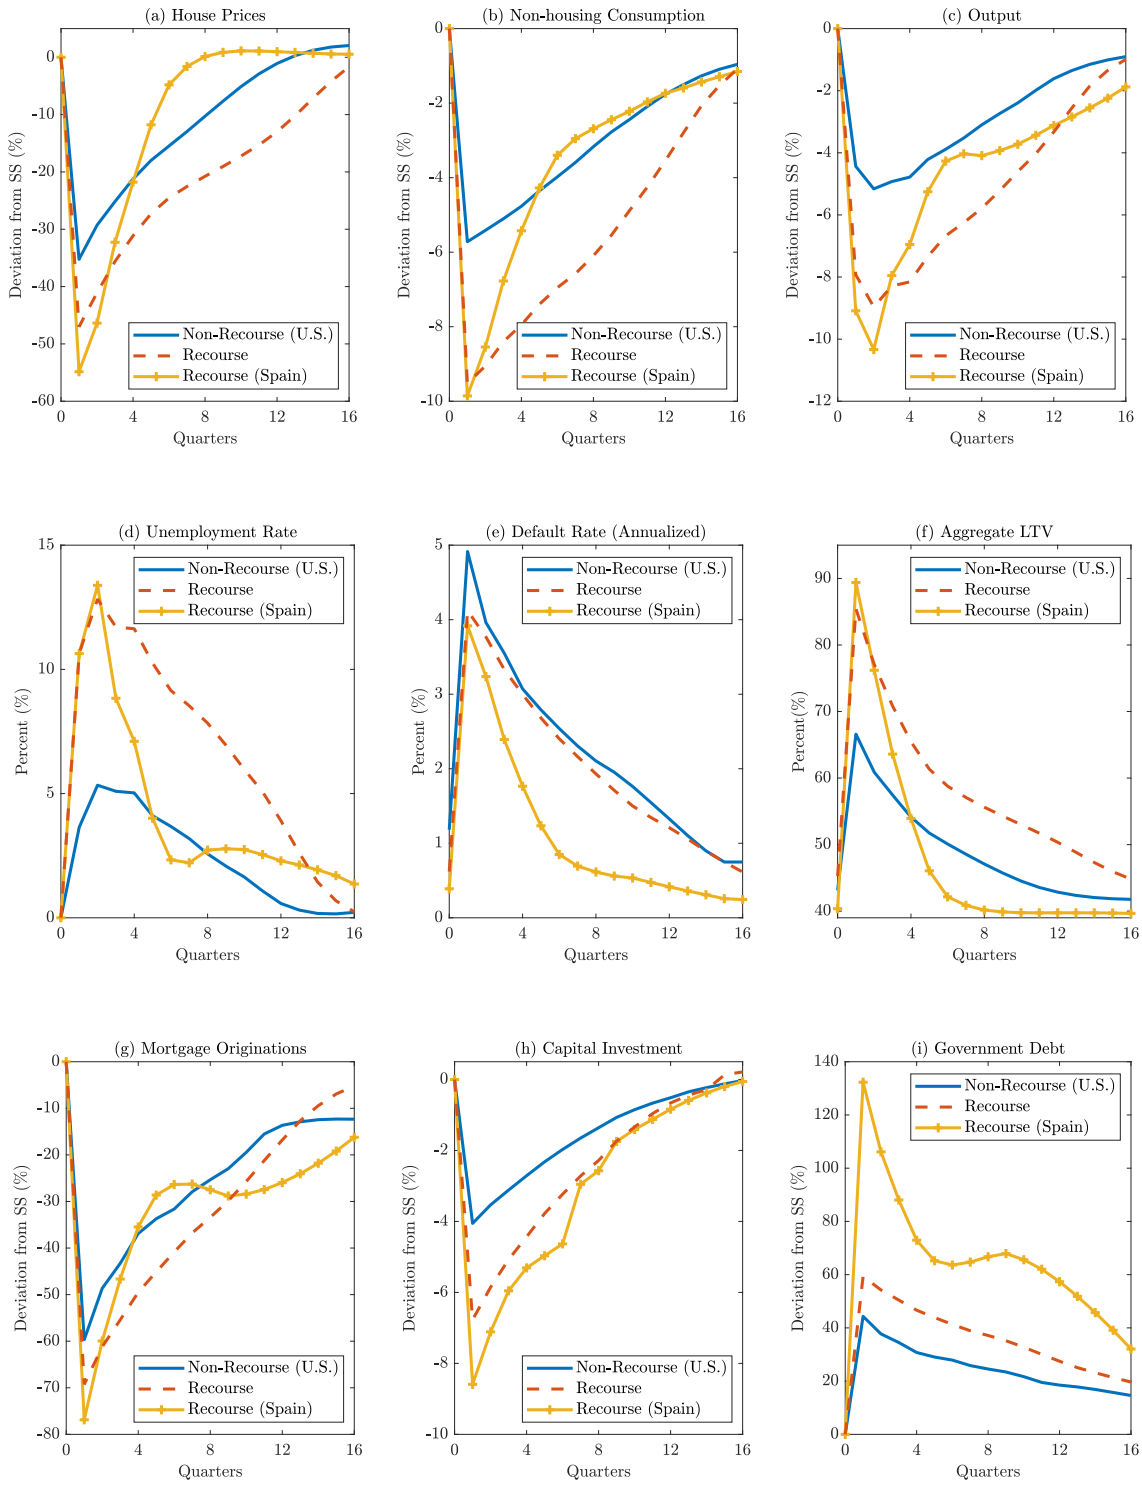 (a) House Prices
Deviation from SS (%)
0
-10
-20
-30
-40
-50
-60
0
4
8
12
16
Quarters
Non-Recourse (U.S.)
Recourse
Recourse (Spain)
(b) Non-housing Consumption
Deviation from SS (%)
0
-2
-4
-6
-8
-10
0
4
8
12
16
Quarters
Non-Recourse (U.S.)
Recourse
Recourse (Spain)
(c) Output
Deviation from SS (%)
0
-2
-4
-6
-8
-10
-12
0
4
8
12
16
Quarters
Non-Recourse (U.S.)
Recourse
Recourse (Spain)
(d) Unemployment Rate
Percent (%)
15
10
5
0
0
4
8
12
16
Quarters
Non-Recourse (U.S.)
Recourse
Recourse (Spain)
(e) Default Rate (Annualized)
Percent (%)
5
4
3
2
1
0
0
4
8
12
16
Quarters
Non-Recourse (U.S.)
Recourse
Recourse (Spain)
(f) Aggregate LTV
Percent(%)
90
80
70
60
50
40
0
4
8
12
16
Quarters
Non-Recourse (U.S.)
Recourse
Recourse (Spain)
(g) Mortgage Originations
Deviation from SS (%)
0
-10
-20
-30
-40
-50
-60
-70
-80
0
4
8
12
16
Quarters
Non-Recourse (U.S.)
Recourse
Recourse (Spain)
(h) Capital Investment
Deviation from SS (%)
0
-2
-4
-6
-8
-10
0
4
8
12
16
Quarters
Non-Recourse (U.S.)
Recourse
Recourse (Spain)
(i) Government Debt
Deviation from SS (%)
140
120
100
80
60
40
20
0
0
4
8
12
16
Quarters
Non-Recourse (U.S.)
Recourse
Recourse (Spain)